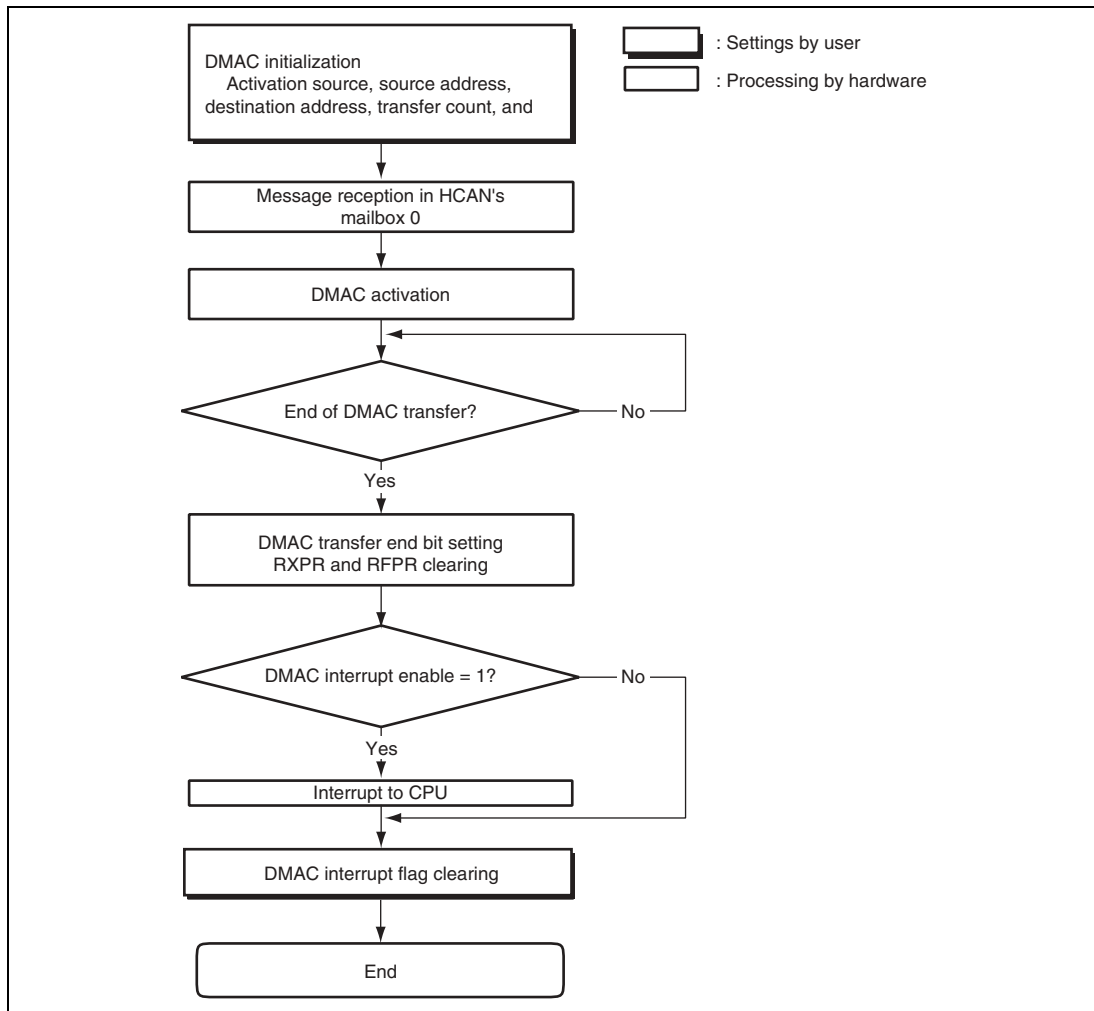 DMAC initialization
Activation source, source address,
destination address, transfer count, and
: Settings by user
: Processing by hardware
Message reception in HCAN's
mailbox 0
DMAC activation
End of DMAC transfer?
No
Yes
DMAC transfer end bit setting
RXPR and RFPR clearing
DMAC interrupt enable = 1?
No
Yes
Interrupt to CPU
DMAC interrupt flag clearing
End